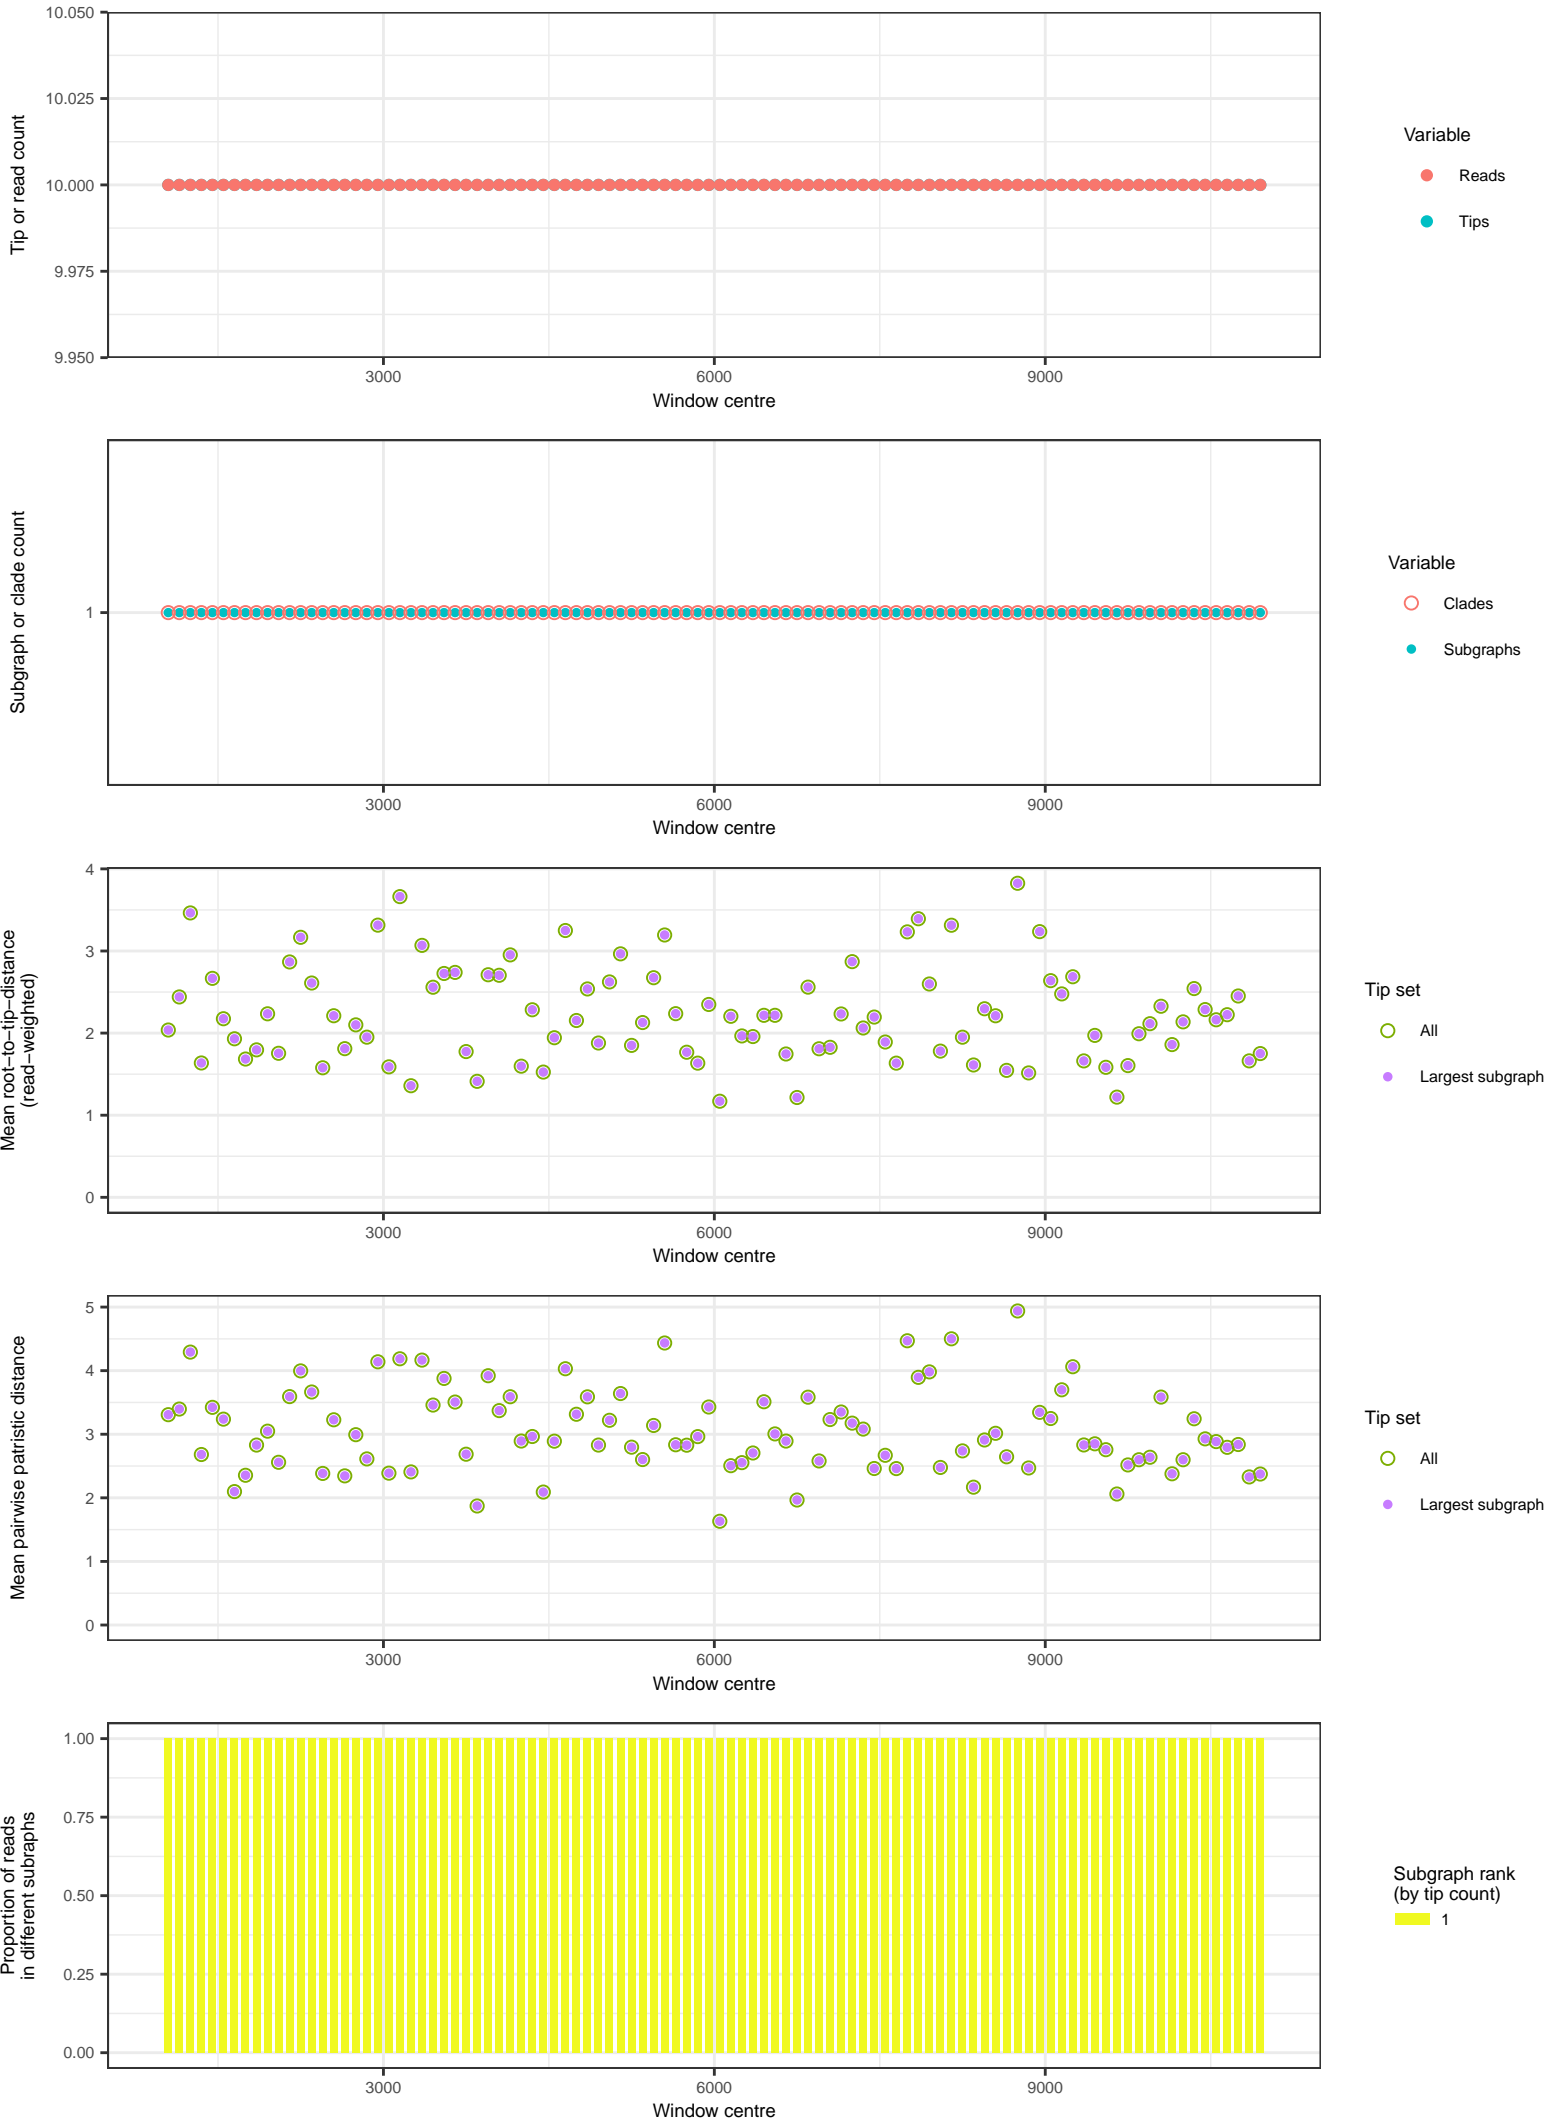 10.050
10.025
10.000
9.975
9.950
Tip or read count
3000
6000
9000
Window centre
Variable
Reads
Tips
Subgraph or clade count
1
3000
6000
9000
Window centre
Variable
Clades
Subgraphs
4
3
2
1
0
Mean root−to−tip−distance
(read−weighted)
3000
6000
9000
Window centre
Tip set
All
Largest subgraph
5
4
3
2
1
0
Mean pairwise patristic distance
3000
6000
9000
Window centre
Tip set
All
Largest subgraph
1.00
0.75
0.50
0.25
0.00
Proportion of reads
in different subraphs
3000
6000
9000
Window centre
Subgraph rank
(by tip count)
1